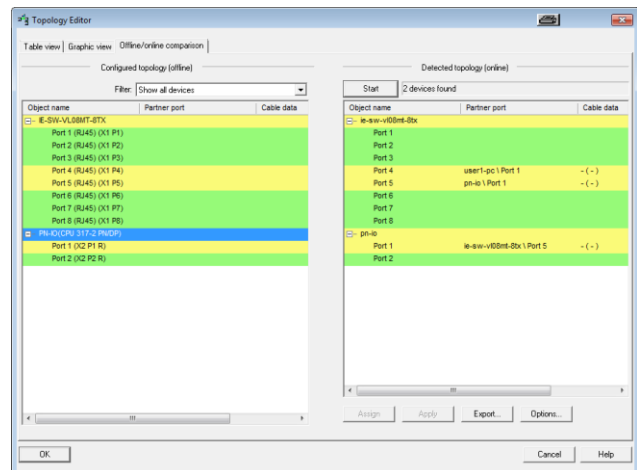 Topology Editor
Table view Graphic view Offline/online comparison
Configured topology (offline)
Filter: Show all devices
Object name Partner port Cable data
IE-SW-VL08MT-8TX
Port 1 (RJ45) (X1 P1)
Port 2 (RJ45) (X1 P2)
Port 3 (RJ45) (X1 P3)
Port 4 (RJ45) (X1 P4)
Port 5 (RJ45) (X1 P5)
Port 6 (RJ45) (X1 P6)
Port 7 (RJ45) (X1 P7)
Port 8 (RJ45) (X1 P8)
PN-IO(CPU 317-2 PN/DP)
Port 1 (X2 P1 R)
Port 2 (X2 P2 R)
Detected topology (online)
Start 2 devices found
Object name Partner port Cable data
ie-sw-vl08mt-8tx
Port 1
Port 2
Port 3
Port 4 user1-pc \ Port 1 - ( - )
Port 5 pn-io \ Port 1 - ( - )
Port 6
Port 7
Port 8
pn-io
Port 1 ie-sw-vl08mt-8tx \ Port 5 - ( - )
Port 2
Assign Apply Export... Options...
OK Cancel Help